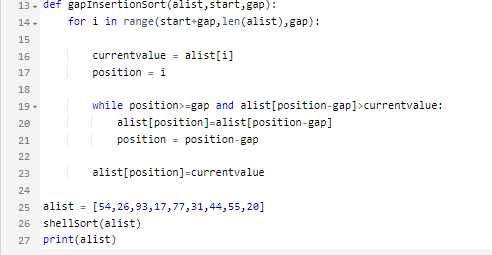 13 def gapInsertionSort(alist,start,gap):
14     for i in range(start+gap,len(alist),gap):
15
16         currentvalue = alist[i]
17         position = i
18
19         while position>=gap and alist[position-gap]>currentvalue:
20             alist[position]=alist[position-gap]
21             position = position-gap
22
23         alist[position]=currentvalue
24
25 alist = [54,26,93,17,77,31,44,55,20]
26 shellSort(alist)
27 print(alist)